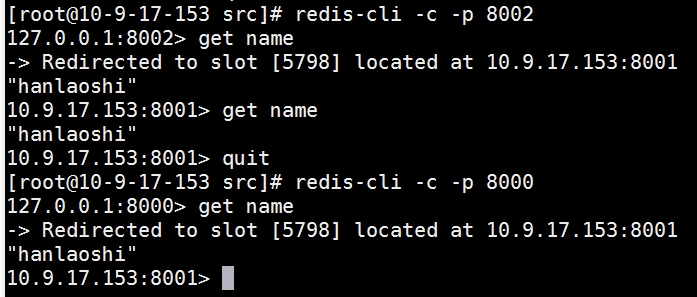 [root@10-9-17-153 src]# redis-cli -c -p 8002
127.0.0.1:8002> get name
-> Redirected to slot [5798] located at 10.9.17.153:8001
"hanlaoshi"
10.9.17.153:8001> get name
"hanlaoshi"
10.9.17.153:8001> quit
[root@10-9-17-153 src]# redis-cli -c -p 8000
127.0.0.1:8000> get name
-> Redirected to slot [5798] located at 10.9.17.153:8001
"hanlaoshi"
10.9.17.153:8001>